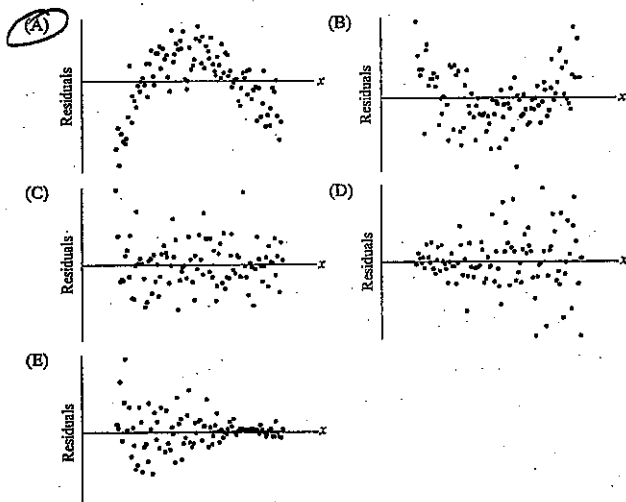 (A)
Residuals
x
(B)
Residuals
x
(C)
Residuals
x
(D)
Residuals
x
(E)
Residuals
x